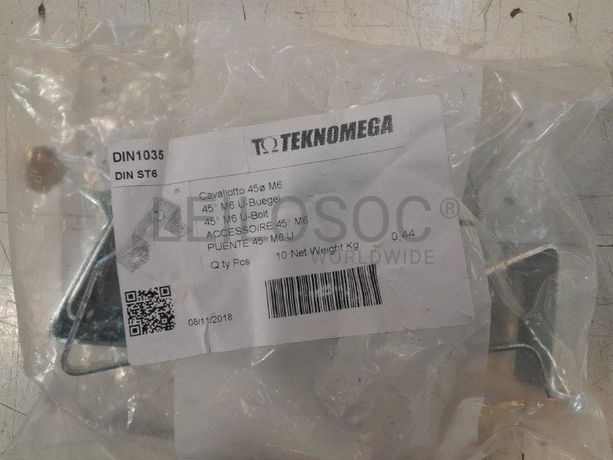 DIN1035
DIN ST6
TΩ TEKNOMEGA
Cavallotto 45ø M6
45° M6 U-Buegel
45° M6 U-Bolt
ACCESSOIRE 45° M6
PUENTE 45° M6 U
Q.ty Pcs 10 Net Weight Kg 0.44
08/11/2018
LENOSOC®
WORLDWIDE